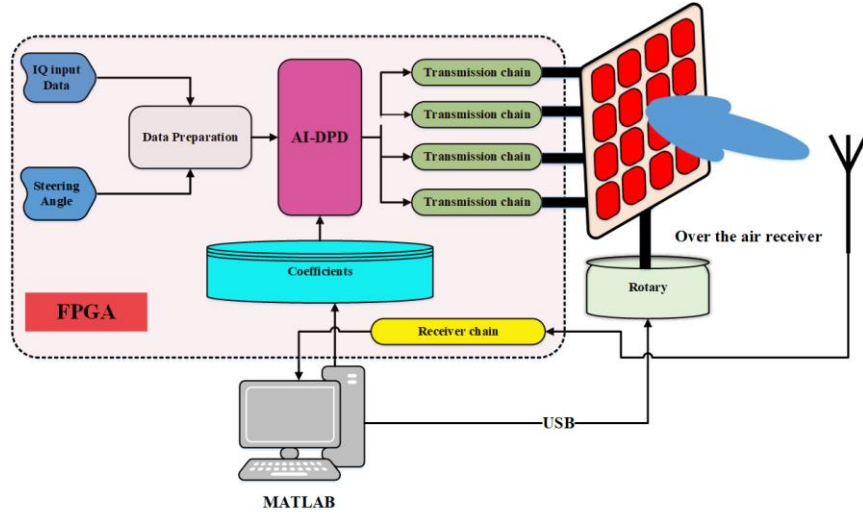 IQ input
Data
Data Preparation
Steering
Angle
AI-DPD
Transmission chain
Transmission chain
Transmission chain
Transmission chain
Over the air receiver
Coefficients
Rotary
FPGA
Receiver chain
USB
MATLAB